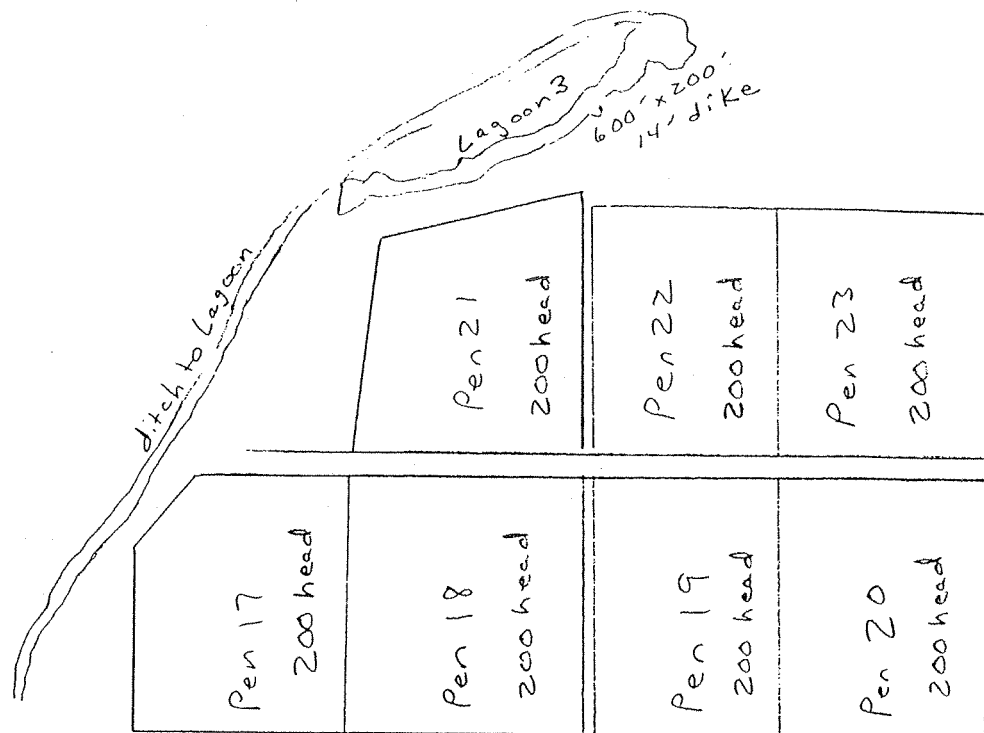 Lagoon 3
600' x 200'
14' dike
ditch to Lagoon
Pen 21
200 head
Pen 22
200 head
Pen 23
200 head
Pen 17
200 head
Pen 18
200 head
Pen 19
200 head
Pen 20
200 head